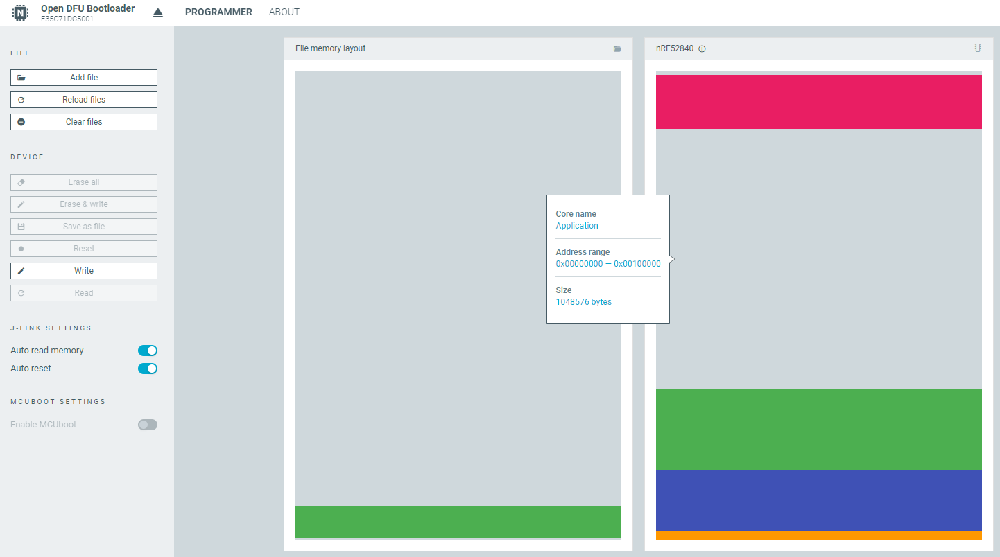 Open DFU Bootloader
F35C71DC5001
PROGRAMMER
ABOUT
FILE
Add file
Reload files
Clear files
DEVICE
Erase all
Erase & write
Save as file
Reset
Write
Read
J-LINK SETTINGS
Auto read memory
Auto reset
MCUBOOT SETTINGS
Enable MCUboot
File memory layout
nRF52840
Core name
Application
Address range
0x00000000 — 0x00100000
Size
1048576 bytes